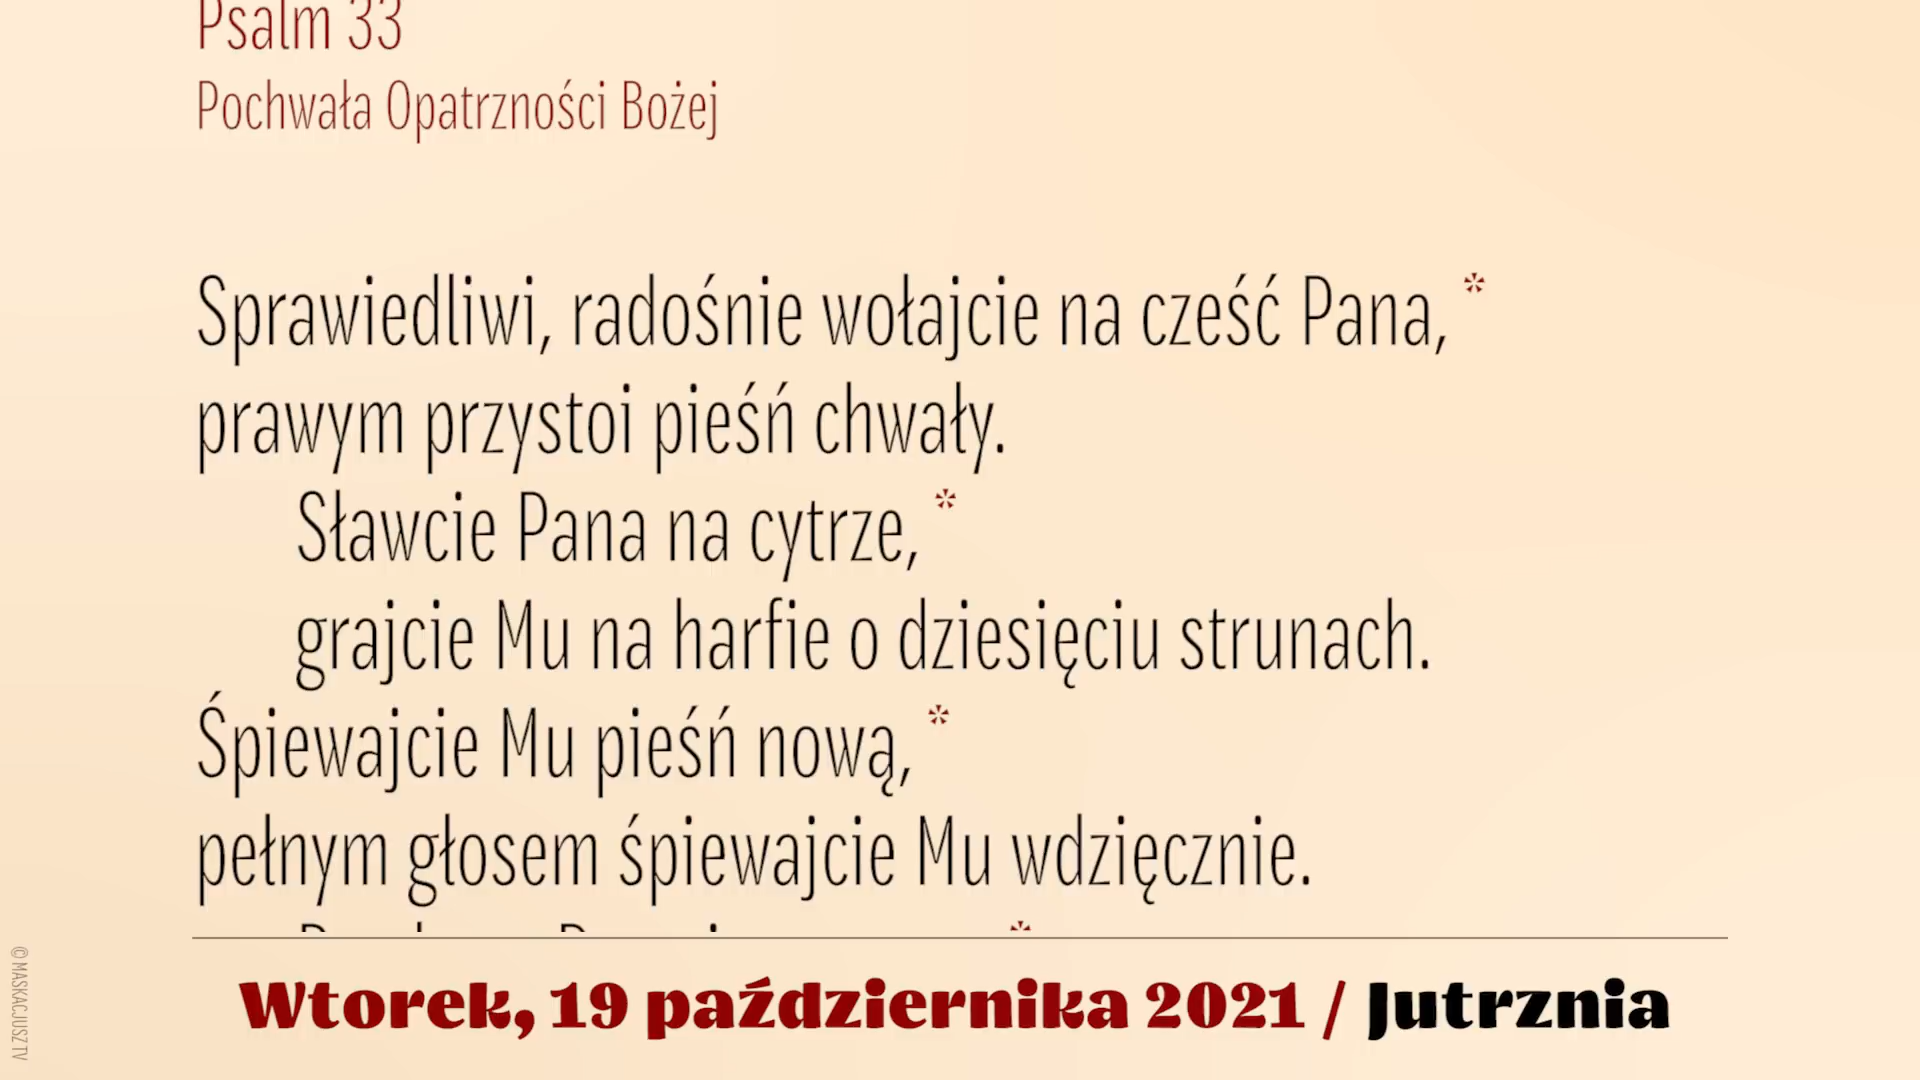 Psalm 33
Pochwała Opatrzności Bożej
Sprawiedliwi, radośnie wołajcie na cześć Pana, *
prawym przystoi pieśń chwały.
Sławcie Pana na cytrze, *
grajcie Mu na harfie o dziesięciu strunach.
Śpiewajcie Mu pieśń nową, *
pełnym głosem śpiewajcie Mu wdzięcznie.
Wtorek, 19 października 2021 / Jutrznia
© MASKACJUSZ TV